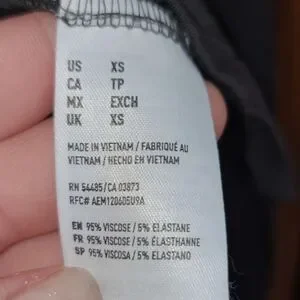 US XS
CA TP
MX EXCH
UK XS
MADE IN VIETNAM / FABRIQUÉ AU
VIETNAM / HECHO EN VIETNAM
RN 54485 / CA 03873
RFC# AEM120605U9A
EN 95% VISCOSE / 5% ELASTANE
FR 95% VISCOSE / 5% ÉLASTHANNE
SP 95% VISCOSA / 5% ELASTANO